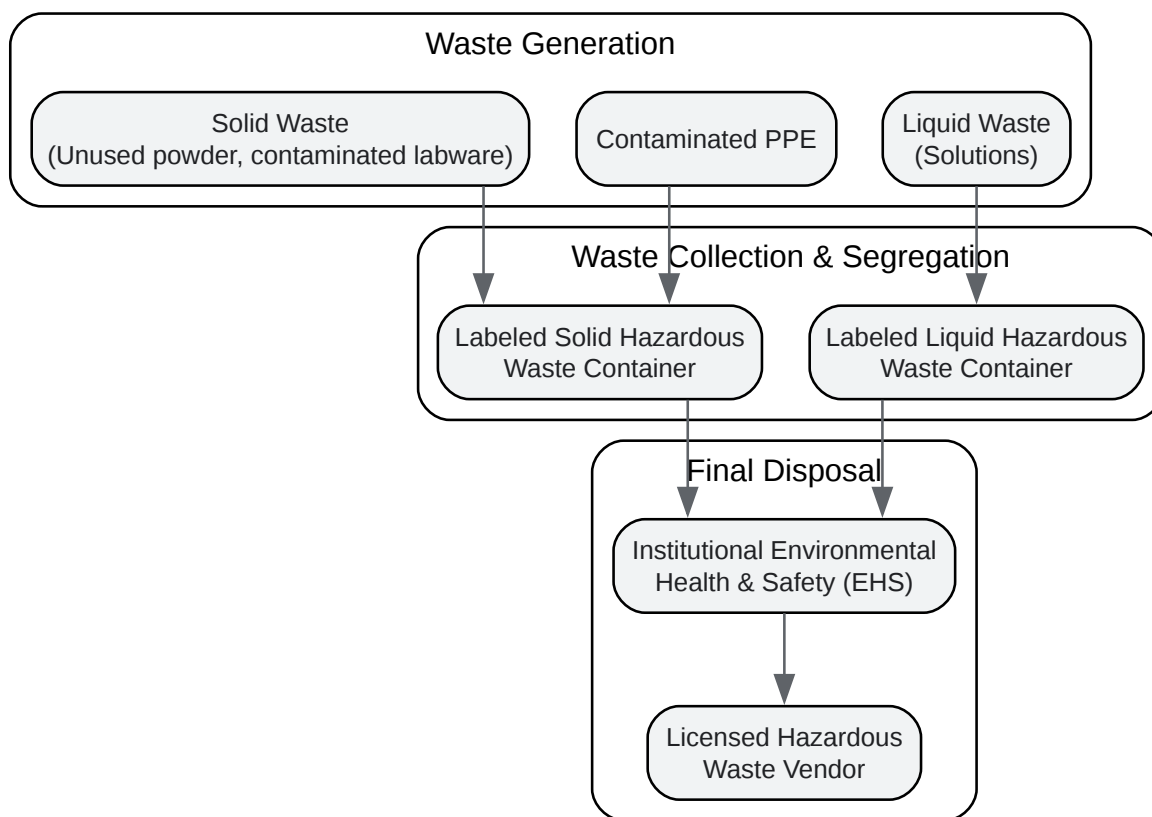 Waste Generation
Solid Waste
(Unused powder, contaminated labware)
Contaminated PPE
Liquid Waste
(Solutions)
Waste Collection & Segregation
Labeled Solid Hazardous
Waste Container
Labeled Liquid Hazardous
Waste Container
Final Disposal
Institutional Environmental
Health & Safety (EHS)
Licensed Hazardous
Waste Vendor